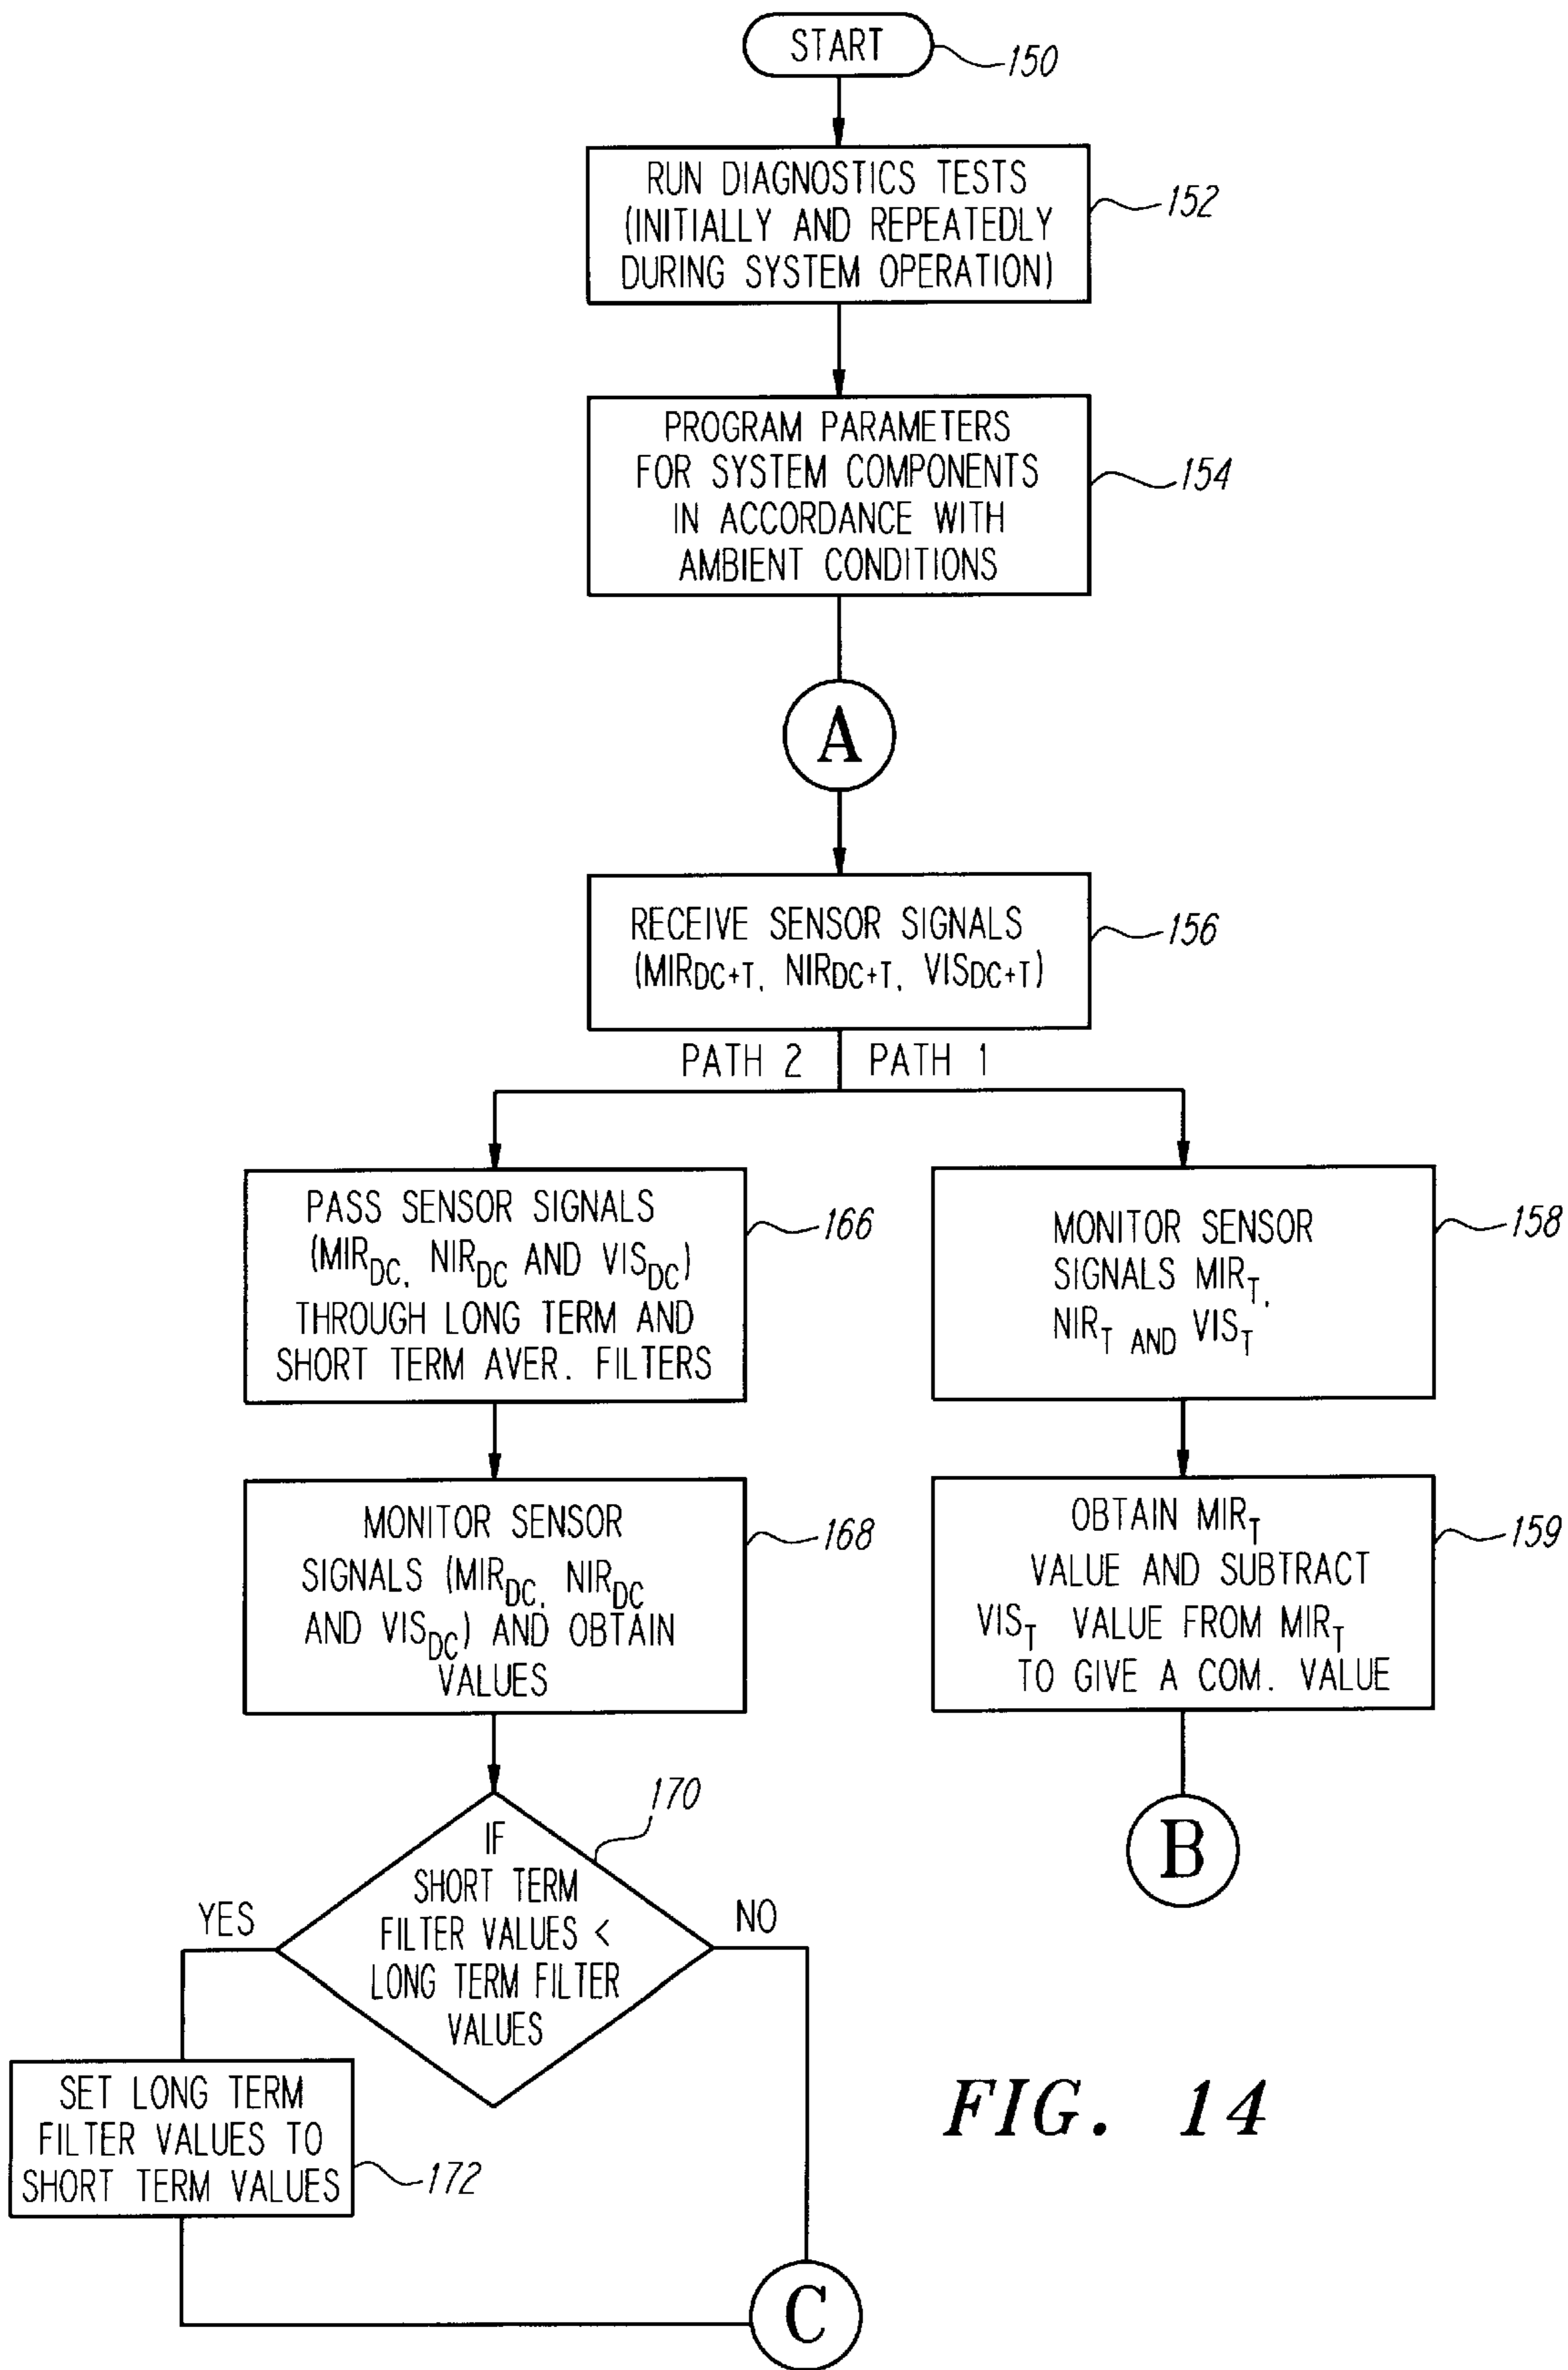 START
150
RUN DIAGNOSTICS TESTS
(INITIALLY AND REPEATEDLY
DURING SYSTEM OPERATION)
152
PROGRAM PARAMETERS
FOR SYSTEM COMPONENTS
IN ACCORDANCE WITH
AMBIENT CONDITIONS
154
A
RECEIVE SENSOR SIGNALS
(MIRDC+T, NIRDC+T, VISDC+T)
156
PATH 2
PATH 1
PASS SENSOR SIGNALS
(MIRDC, NIRDC AND VISDC)
THROUGH LONG TERM AND
SHORT TERM AVER. FILTERS
166
MONITOR SENSOR
SIGNALS MIRT,
NIRT AND VIST
158
MONITOR SENSOR
SIGNALS (MIRDC, NIRDC
AND VISDC) AND OBTAIN
VALUES
168
OBTAIN MIRT
VALUE AND SUBTRACT
VIST VALUE FROM MIRT
TO GIVE A COM. VALUE
159
B
170
IF
SHORT TERM
FILTER VALUES <
LONG TERM FILTER
VALUES
YES
NO
SET LONG TERM
FILTER VALUES TO
SHORT TERM VALUES
172
C
FIG. 14